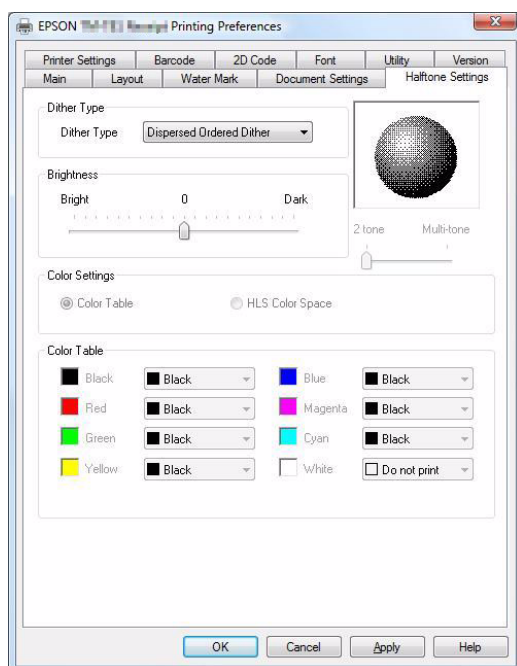 EPSON Receipt Printing Preferences
Printer Settings Barcode 2D Code Font Utility Version
Main Layout Water Mark Document Settings Halftone Settings
Dither Type
Dither Type Dispersed Ordered Dither
Brightness
Bright 0 Dark
2 tone Multi-tone
Color Settings
Color Table HLS Color Space
Color Table
Black Black Blue Black
Red Black Magenta Black
Green Black Cyan Black
Yellow Black White Do not print
OK Cancel Apply Help